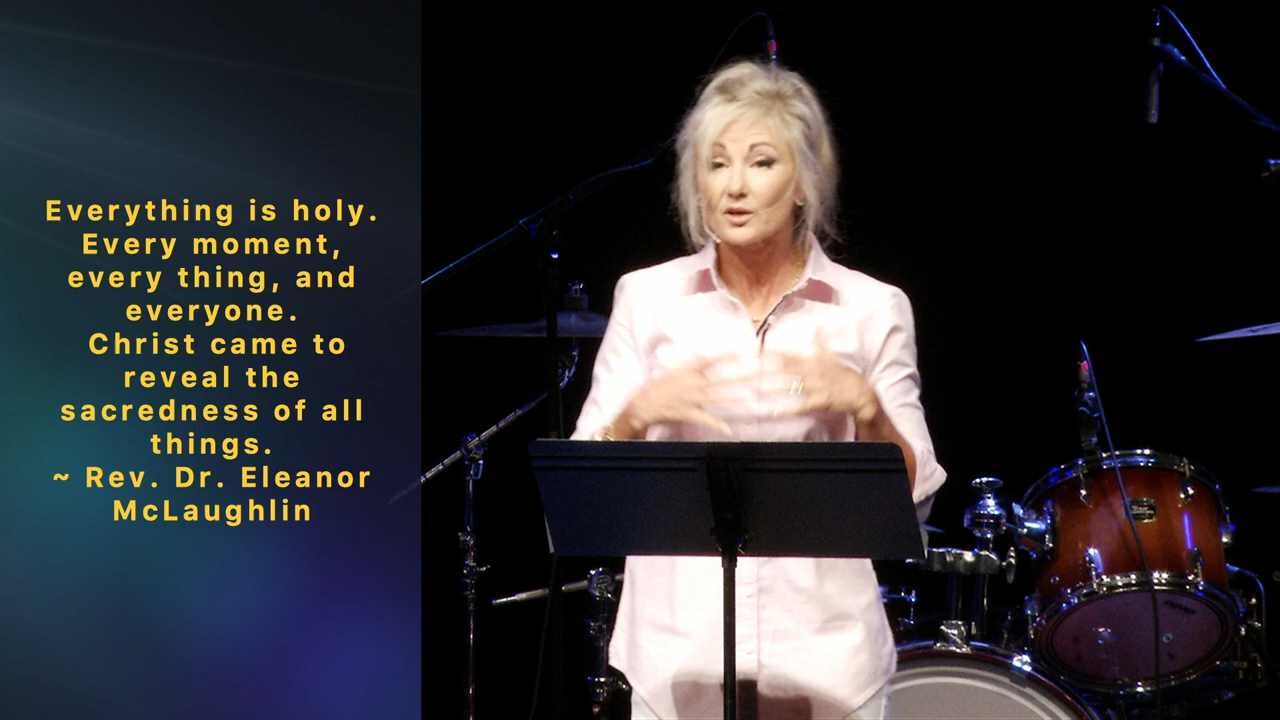 Everything is holy.
Every moment,
every thing, and
everyone.
Christ came to
reveal the
sacredness of all
things.
~ Rev. Dr. Eleanor
McLaughlin